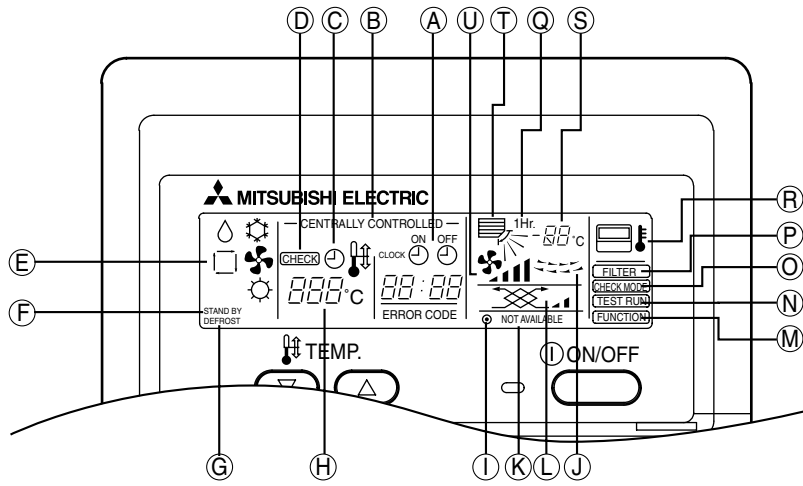 D C B A U T Q S
MITSUBISHI ELECTRIC
CENTRALLY CONTROLLED
1Hr.
88°C
R
ON OFF
CHECK
CLOCK
E
FILTER P
CHECK MODE O
888°C
88:88
TEST RUN N
F
STAND BY
DEFROST
ERROR CODE
NOT AVAILABLE
FUNCTION M
TEMP.
ON/OFF
G H I K L J